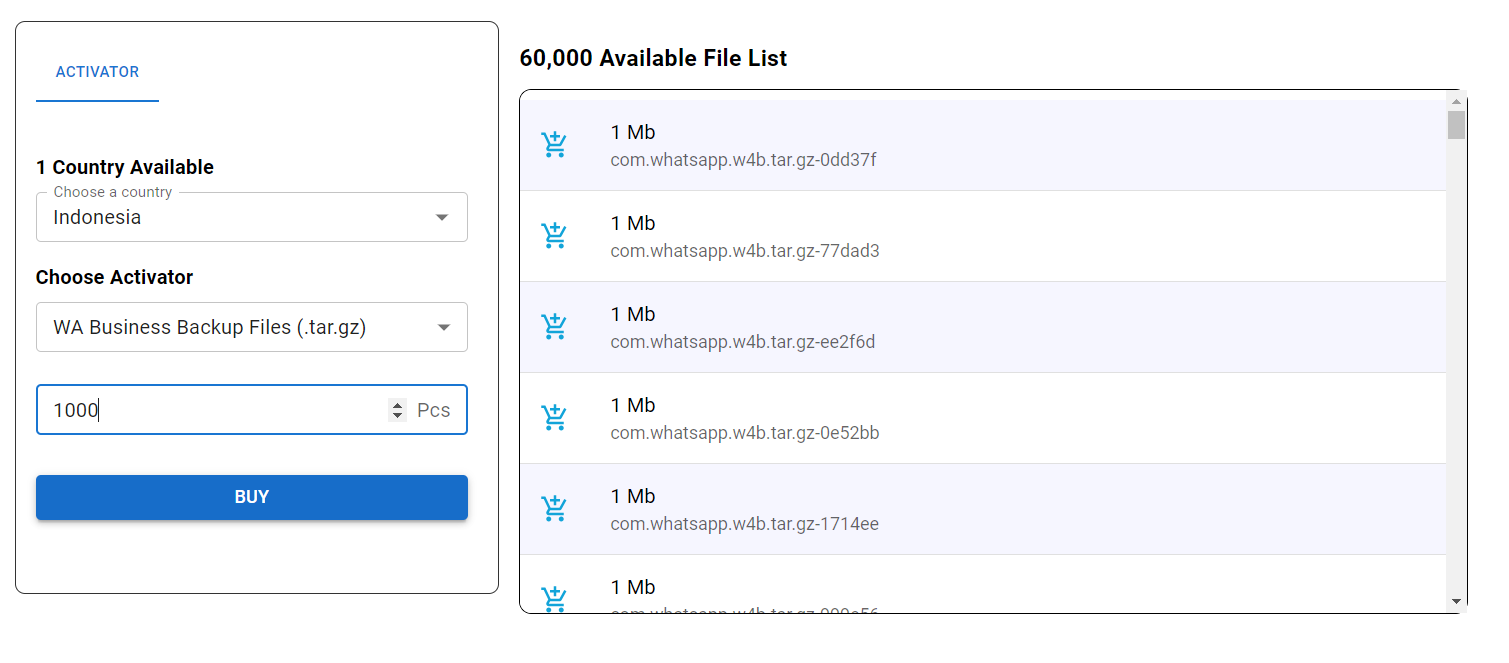 ACTIVATOR
1 Country Available
Choose a country
Indonesia
Choose Activator
WA Business Backup Files (.tar.gz)
1000 Pcs
BUY
60,000 Available File List
1 Mb
com.whatsapp.w4b.tar.gz-0dd37f
1 Mb
com.whatsapp.w4b.tar.gz-77dad3
1 Mb
com.whatsapp.w4b.tar.gz-ee2f6d
1 Mb
com.whatsapp.w4b.tar.gz-0e52bb
1 Mb
com.whatsapp.w4b.tar.gz-1714ee
1 Mb